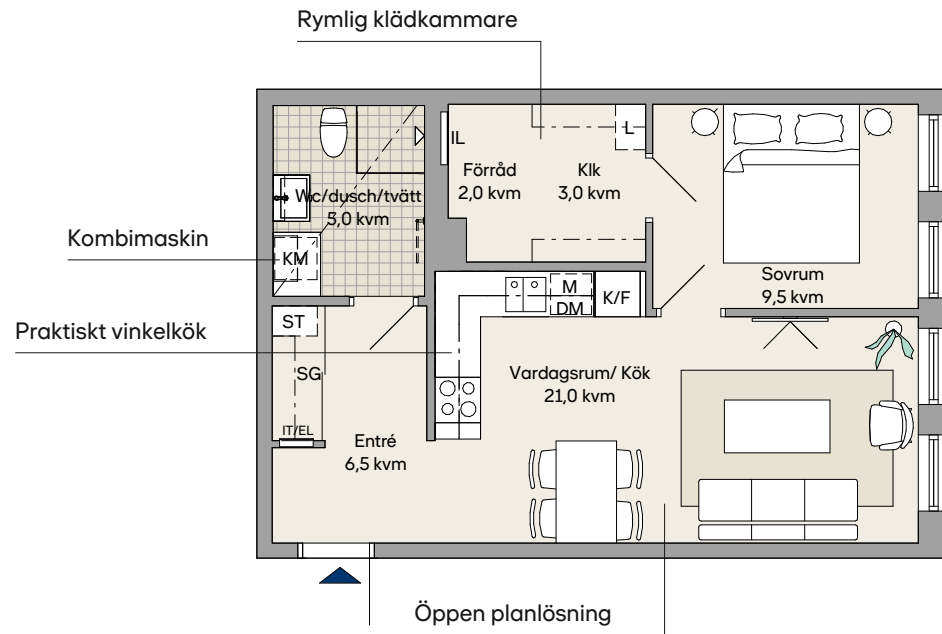 Rymlig klädkammare
IL
L
Förråd
2,0 kvm
Klk
3,0 kvm
Wc/dusch/tvätt
5,0 kvm
Kombimaskin
KM
Sovrum
9,5 kvm
M
DM
K/F
ST
Praktiskt vinkelkök
SG
Vardagsrum/ Kök
21,0 kvm
IT/EL
Entré
6,5 kvm
Öppen planlösning